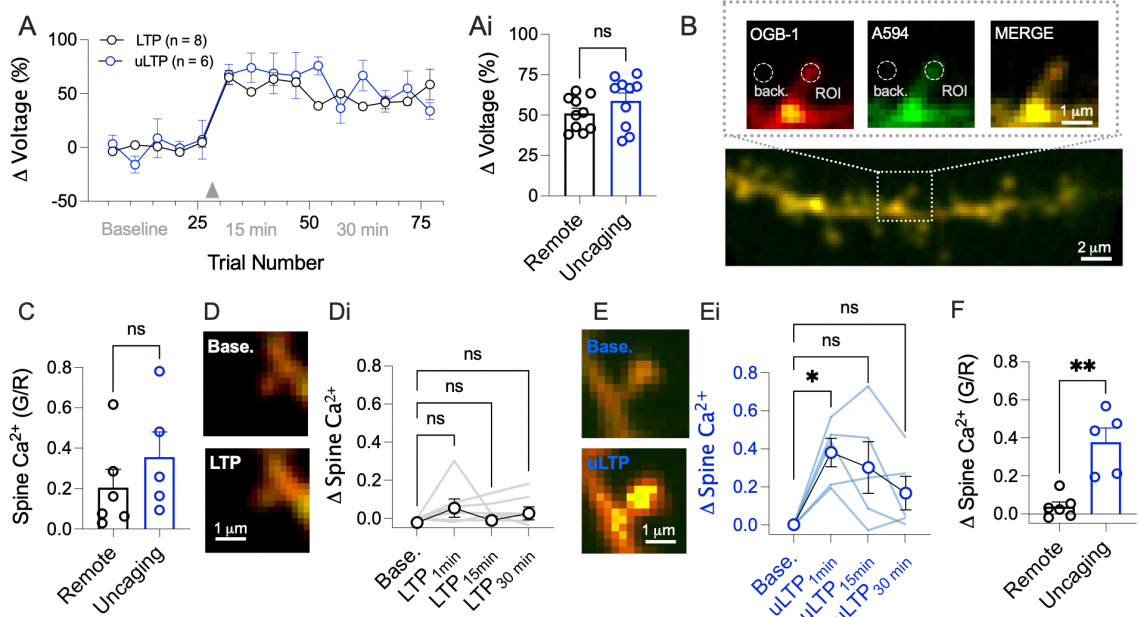 A
LTP (n = 8)
uLTP (n = 6)
Δ Voltage (%)
100
50
0
-50
25
50
75
Baseline
15 min
30 min
Trial Number
Ai
ns
Δ Voltage (%)
100
75
50
25
0
Remote
Uncaging
B
OGB-1
back.
ROI
A594
back.
ROI
MERGE
1 μm
2 μm
C
ns
Spine Ca2+ (G/R)
0.8
0.6
0.4
0.2
0.0
Remote
Uncaging
D
Base.
LTP
1 μm
Di
ns
ns
ns
Δ Spine Ca2+
0.8
0.6
0.4
0.2
0.0
Base.
LTP 1min
LTP 15min
LTP 30 min
E
Base.
uLTP
1 μm
Ei
ns
ns
*
Δ Spine Ca2+
0.8
0.6
0.4
0.2
0.0
Base.
uLTP 1min
uLTP 15min
uLTP 30 min
F
**
Δ Spine Ca2+ (G/R)
0.8
0.6
0.4
0.2
0.0
Remote
Uncaging